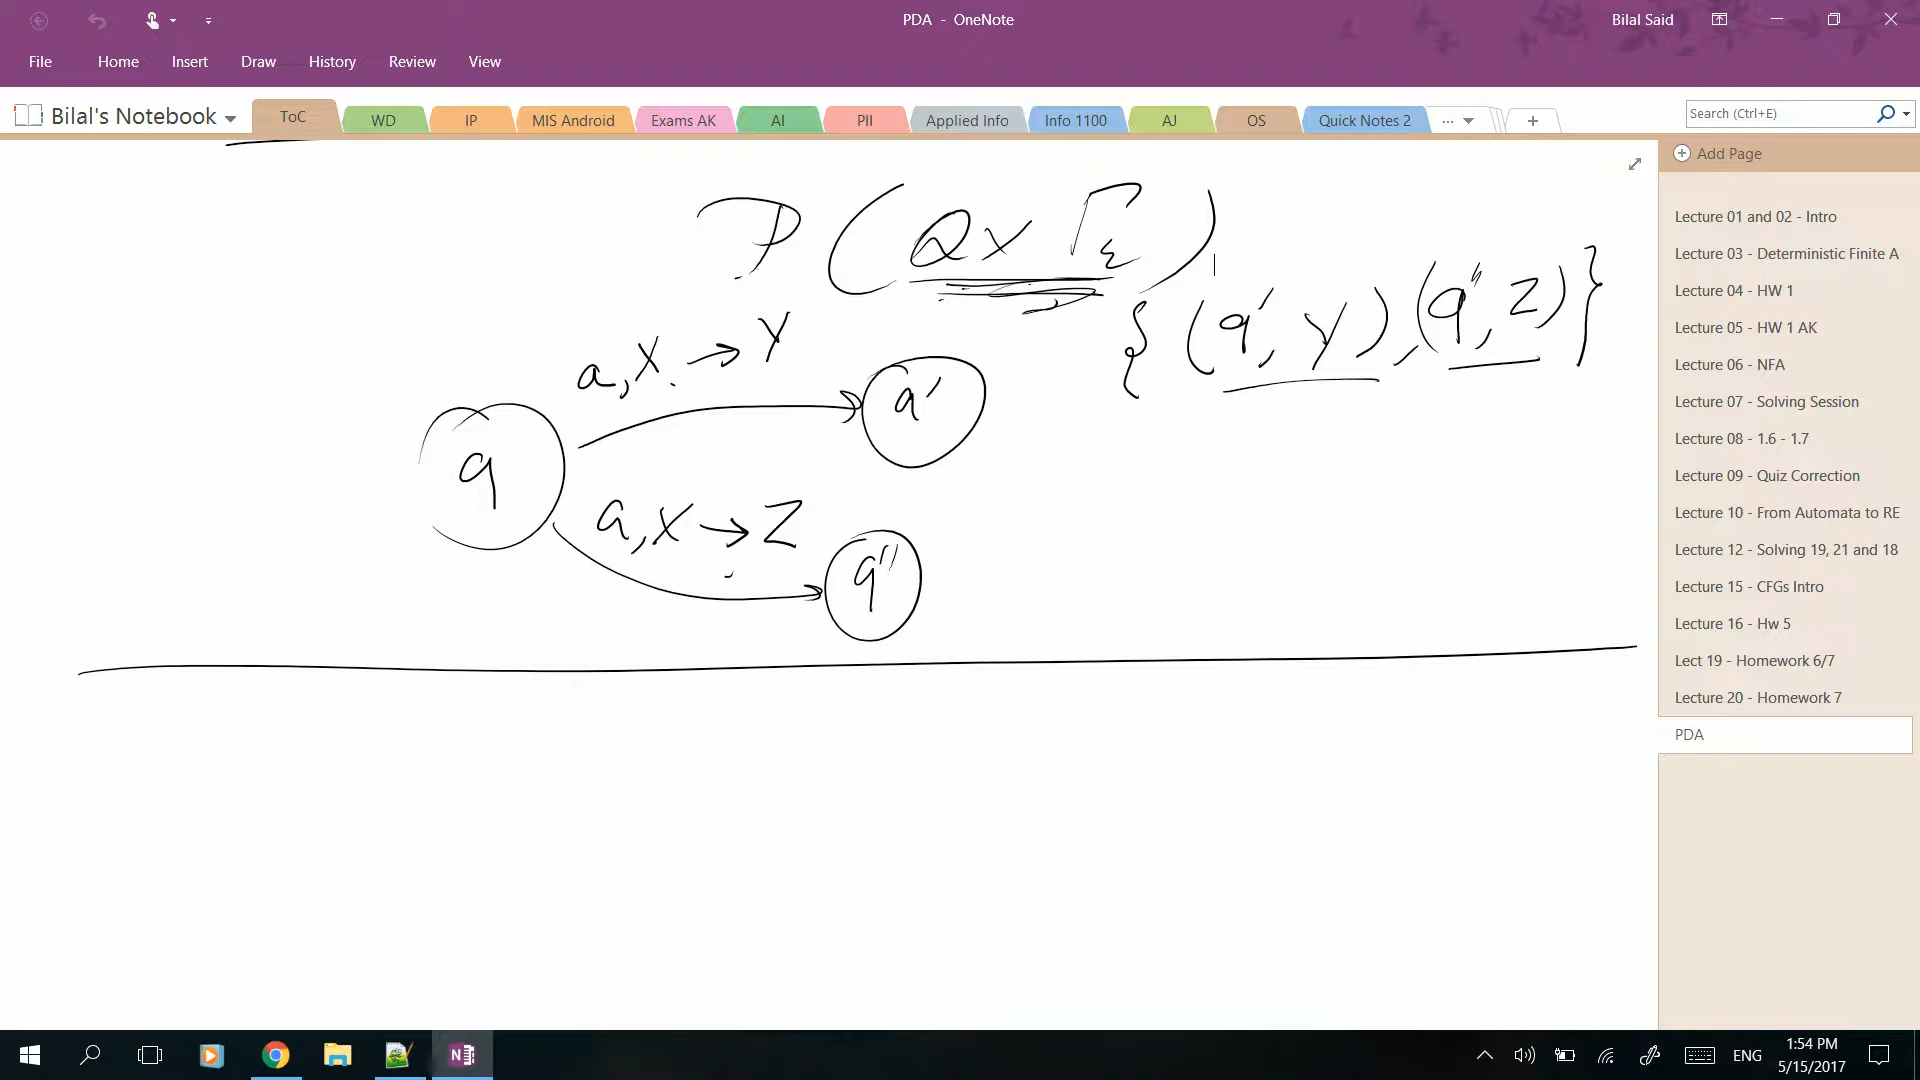 PDA - OneNote
Bilal Said
File Home Insert Draw History Review View
Bilal's Notebook
ToC WD IP MIS Android Exams AK AI PII Applied Info Info 1100 AJ OS Quick Notes 2 ... +
Search (Ctrl+E)
Add Page
Lecture 01 and 02 - Intro
Lecture 03 - Deterministic Finite A
Lecture 04 - HW 1
Lecture 05 - HW 1 AK
Lecture 06 - NFA
Lecture 07 - Solving Session
Lecture 08 - 1.6 - 1.7
Lecture 09 - Quiz Correction
Lecture 10 - From Automata to RE
Lecture 12 - Solving 19, 21 and 18
Lecture 15 - CFGs Intro
Lecture 16 - Hw 5
Lect 19 - Homework 6/7
Lecture 20 - Homework 7
PDA
P(Q×Γε)
{(q', Y), (q'', Z)}
a, X → Y
q'
q
a, X → Z
q''
ENG
1:54 PM
5/15/2017